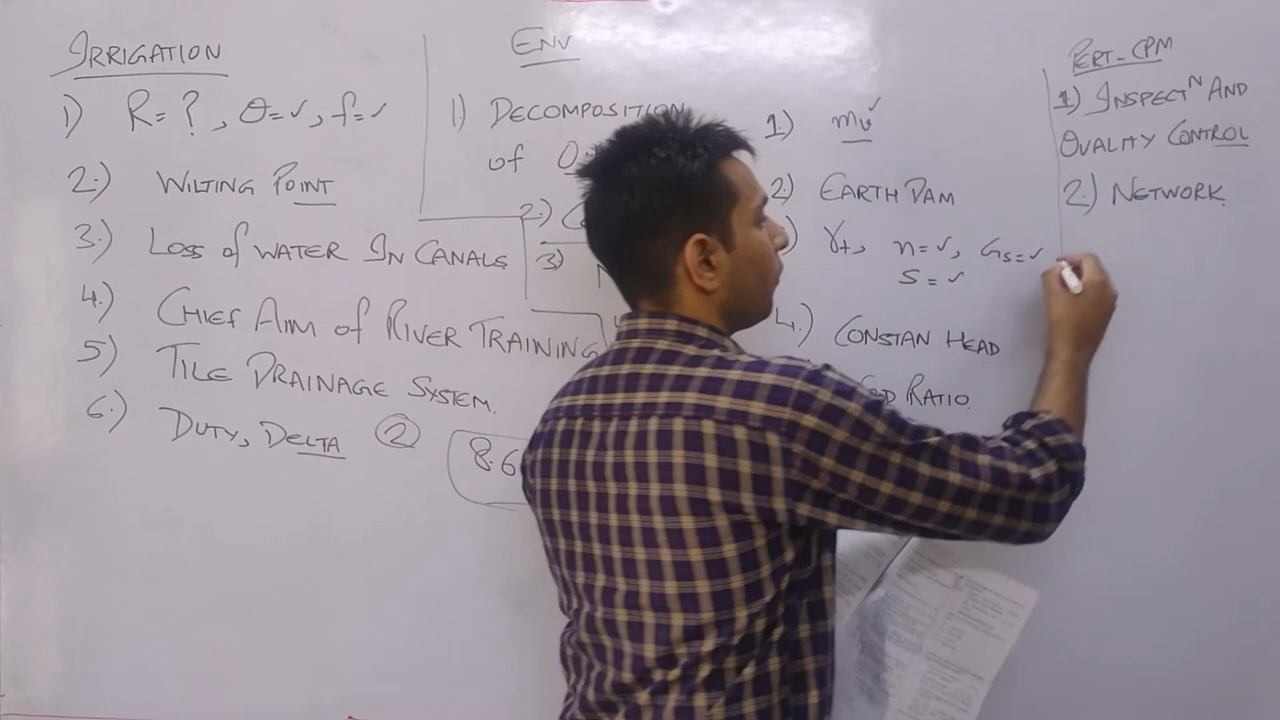 IRRIGATION
1) R= ?, θ=✓, f=✓
2.) WILTING POINT
3.) LOSS of WATER IN CANALS
4.) CHIEF AIM of RIVER TRAINING
5) TILE DRAINAGE SYSTEM.
6.) DUTY, DELTA ②
8.6
ENV
1.) DECOMPOSITION
of
2.)
3)
1.) mv✓
2) EARTH DAM
γt, n=✓, Gs=✓
S=✓
4.) CONSTAN HEAD
RATIO.
PERT-CPM
1) INSPECTᴺ AND
QUALITY CONTROL
2.) NETWORK